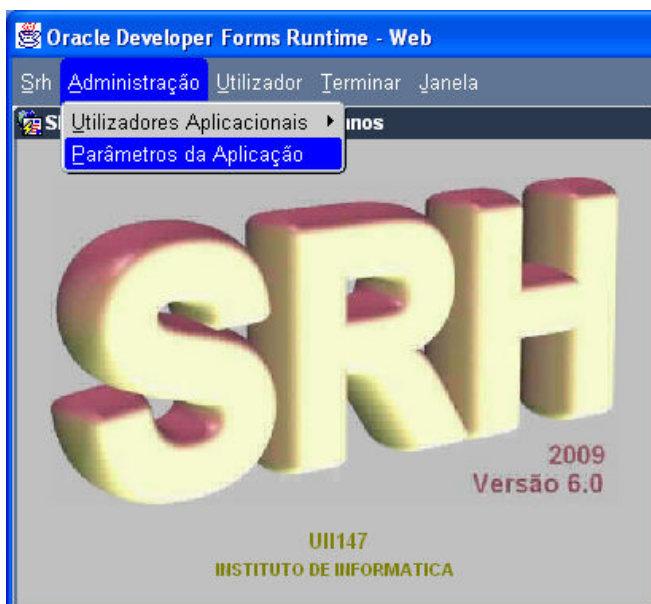 Oracle Developer Forms Runtime - Web
Srh Administração Utilizador Terminar Janela
Utilizadores Aplicacionais
Parâmetros da Aplicação
SRH
2009
Versão 6.0
UII147
INSTITUTO DE INFORMATICA